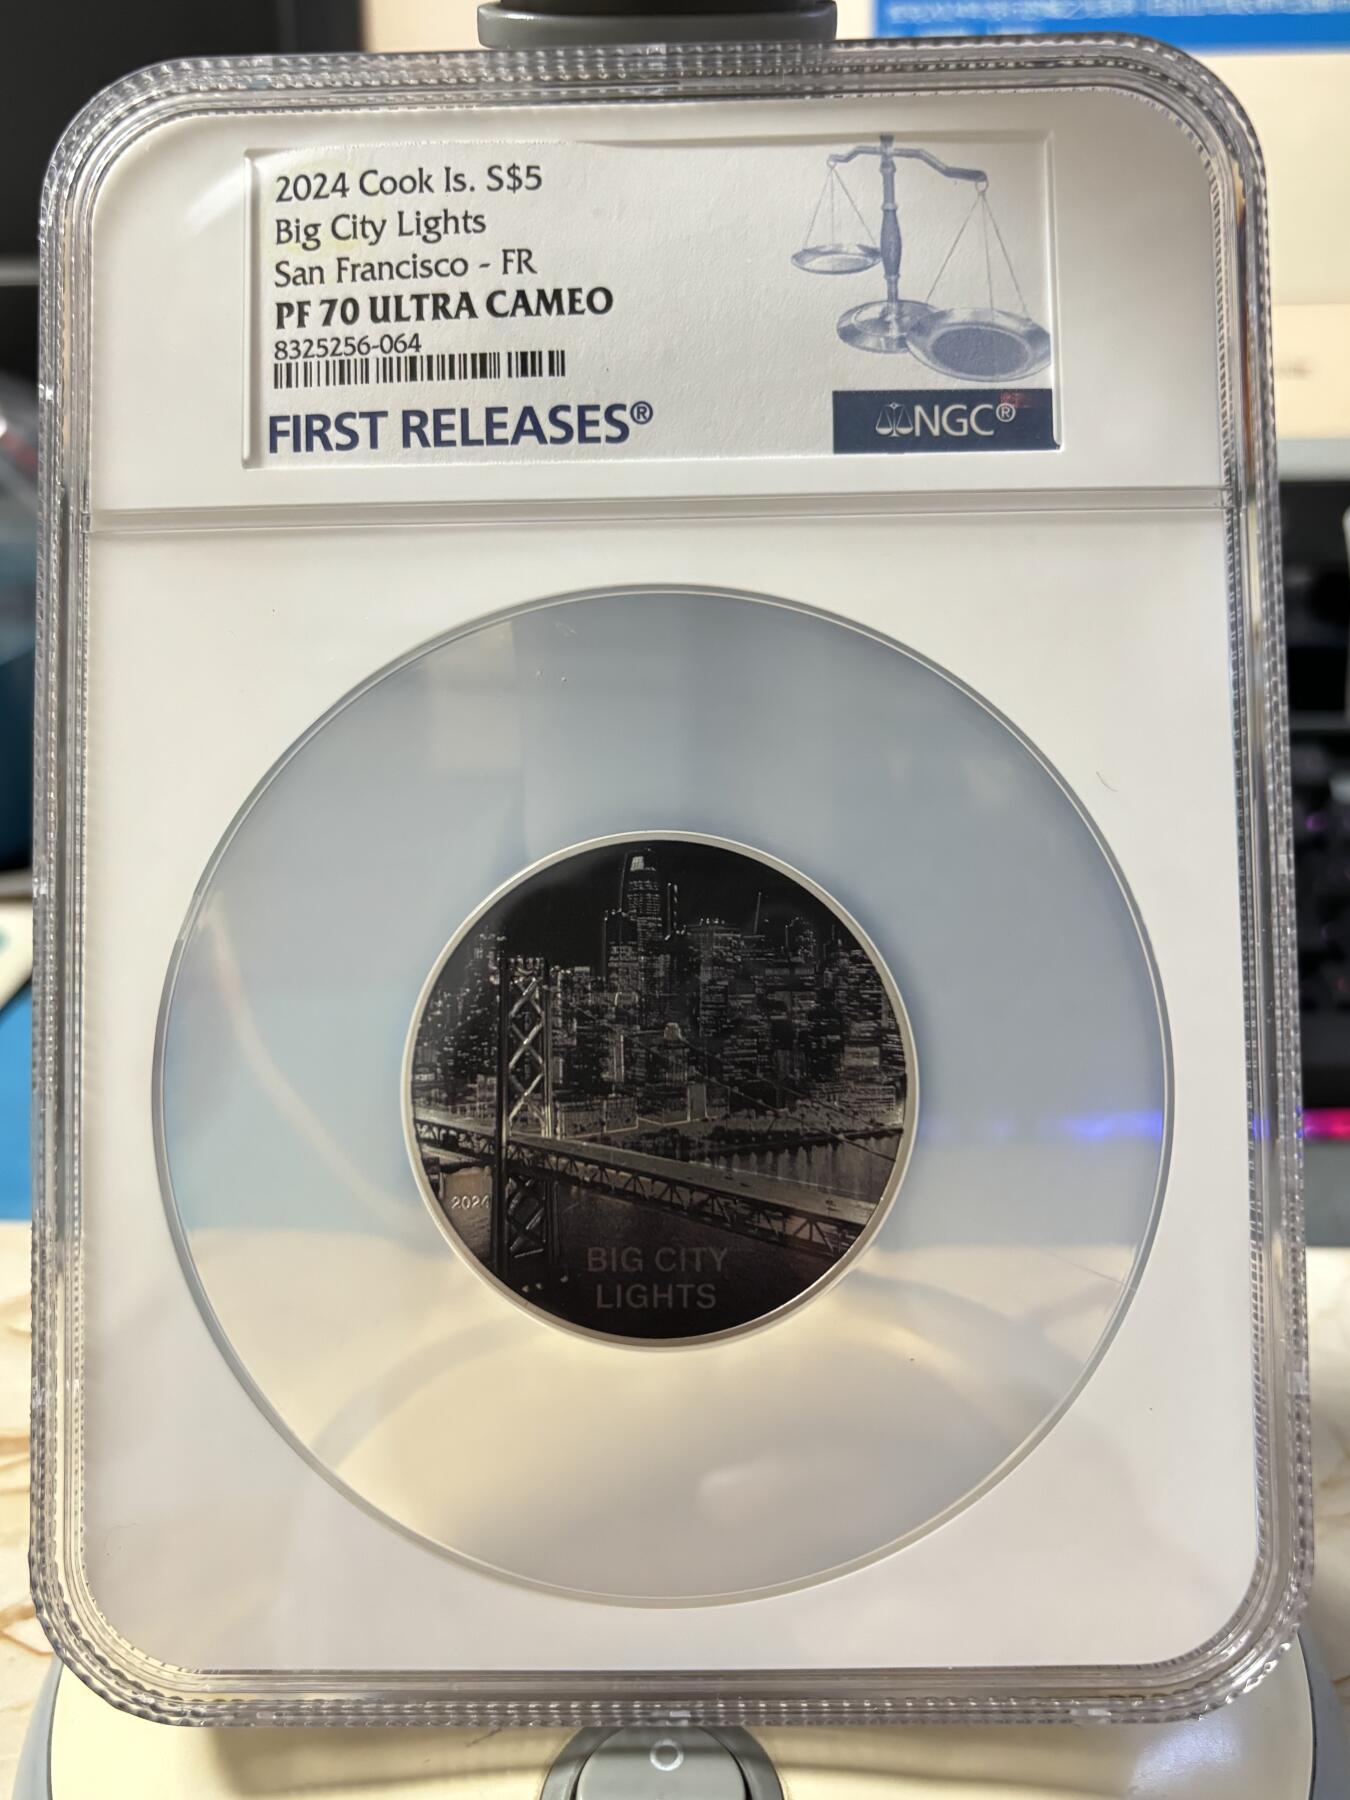 2024 Cook Is. S$5
Big City Lights
San Francisco - FR
PF 70 ULTRA CAMEO
8325256-064
FIRST RELEASES®
NGC®
2024
BIG CITY
LIGHTS